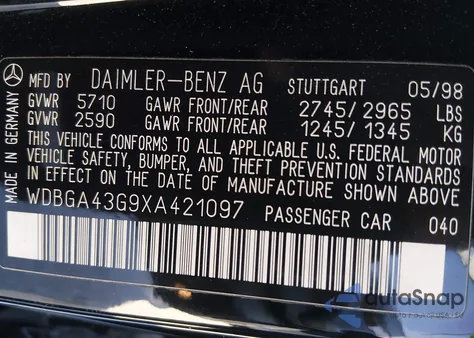 MFD BY DAIMLER-BENZ AG STUTTGART 05/98
GVWR 5710 GAWR FRONT/REAR 2745/2965 LBS
GVWR 2590 GAWR FRONT/REAR 1245/1345 KG
THIS VEHICLE CONFORMS TO ALL APPLICABLE U.S. FEDERAL MOTOR
VEHICLE SAFETY, BUMPER, AND THEFT PREVENTION STANDARDS IN
EFFECT ON THE DATE OF MANUFACTURE SHOWN ABOVE
WDBGA43G9XA421097 PASSENGER CAR 040
MADE IN GERMANY
autaSnap